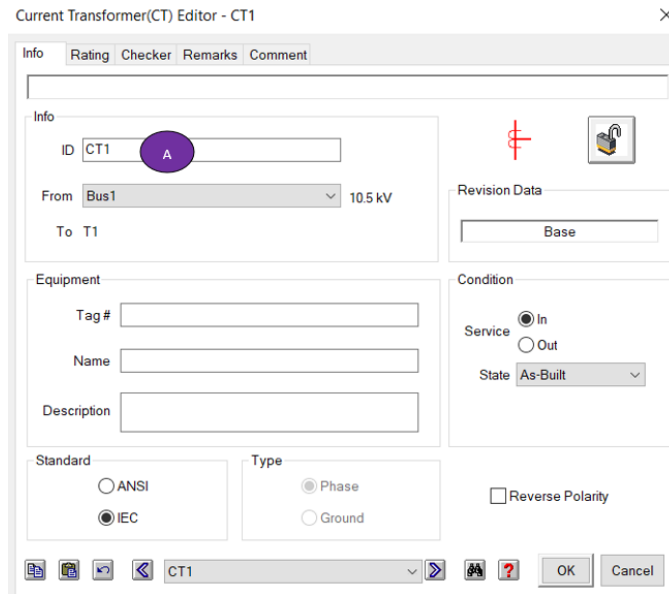 Current Transformer(CT) Editor - CT1
Info Rating Checker Remarks Comment
Info
ID CT1 A
From Bus1 10.5 kV
To T1
Revision Data
Base
Equipment
Tag #
Name
Description
Condition
Service In
Out
State As-Built
Standard
ANSI
IEC
Type
Phase
Ground
Reverse Polarity
CT1 ? OK Cancel